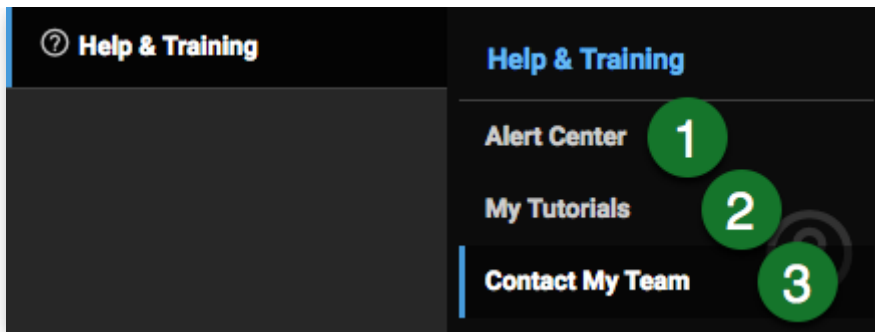 Help & Training
Help & Training
Alert Center 1
My Tutorials 2
Contact My Team 3